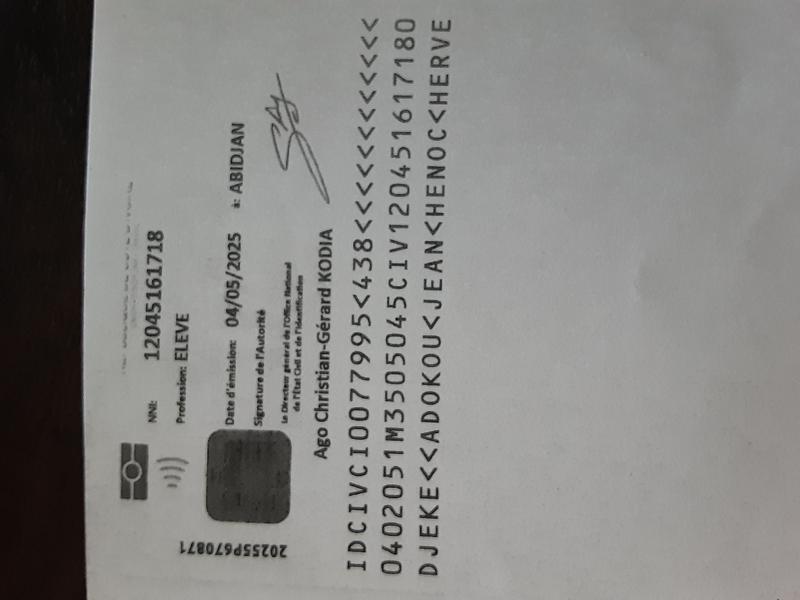 NNI: 12045161718
Profession: ELEVE
Date d'émission: 04/05/2025 à: ABIDJAN
Signature de l'Autorité
Le Directeur général de l'Office National
de l'Etat Civil et de l'Identification
Ago Christian-Gérard KODIA
20255P670871
IDCIVCI0077995<438<<<<<<<<<<<<
0402051M3505045CIV120451617180
DJEKE<<ADOKOU<JEAN<HENOC<HERVE